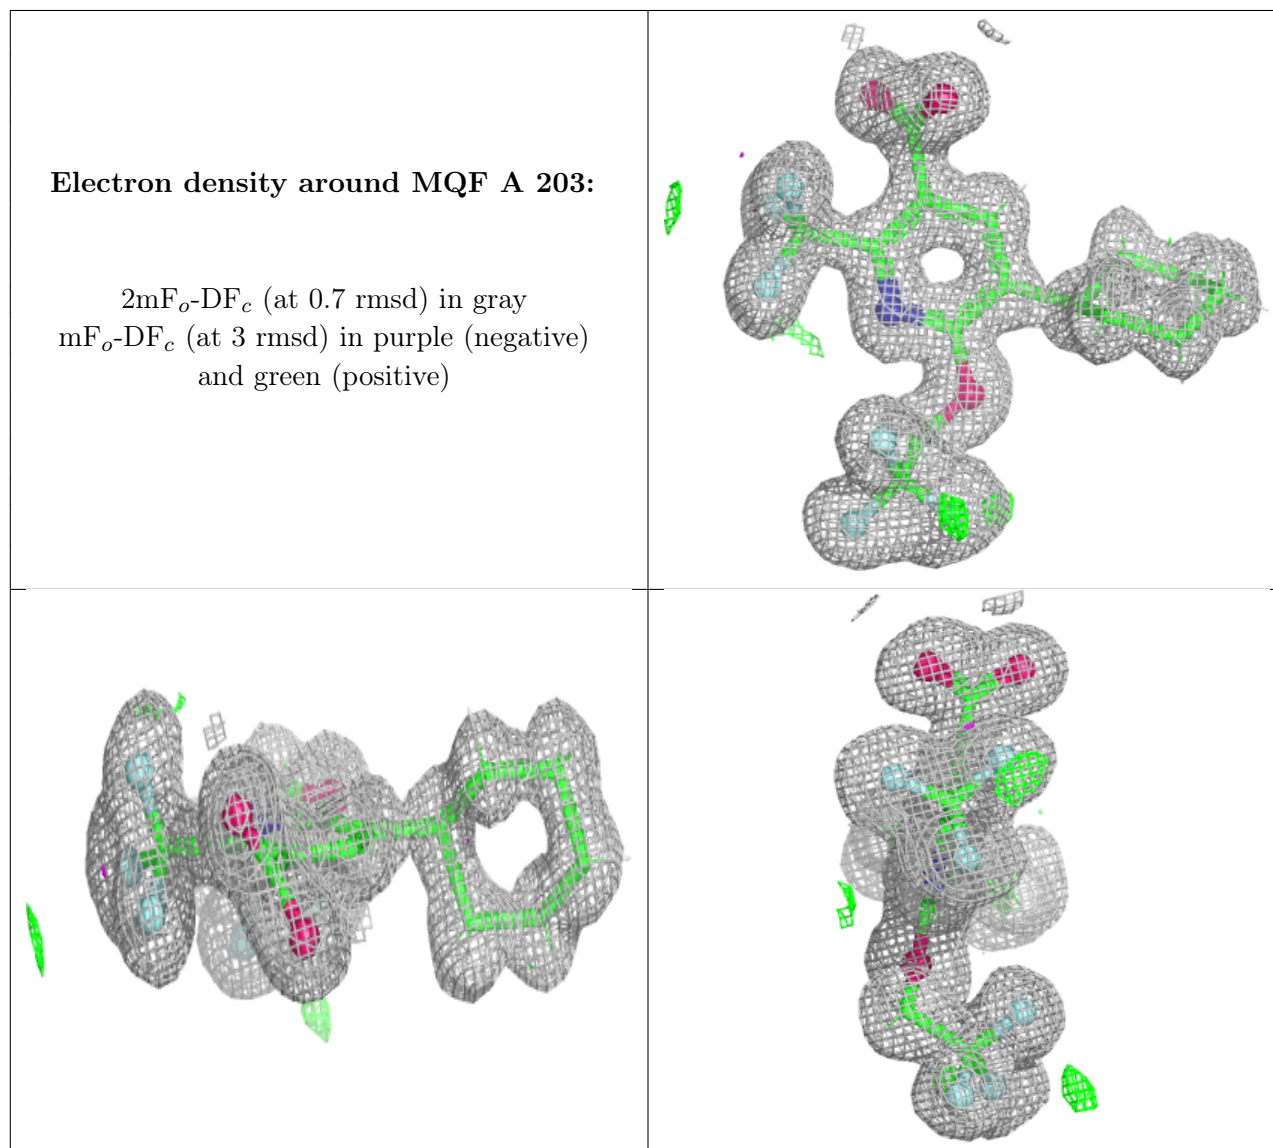 Electron density around MQF A 203:
2mFo-DFc (at 0.7 rmsd) in gray
mFo-DFc (at 3 rmsd) in purple (negative)
and green (positive)